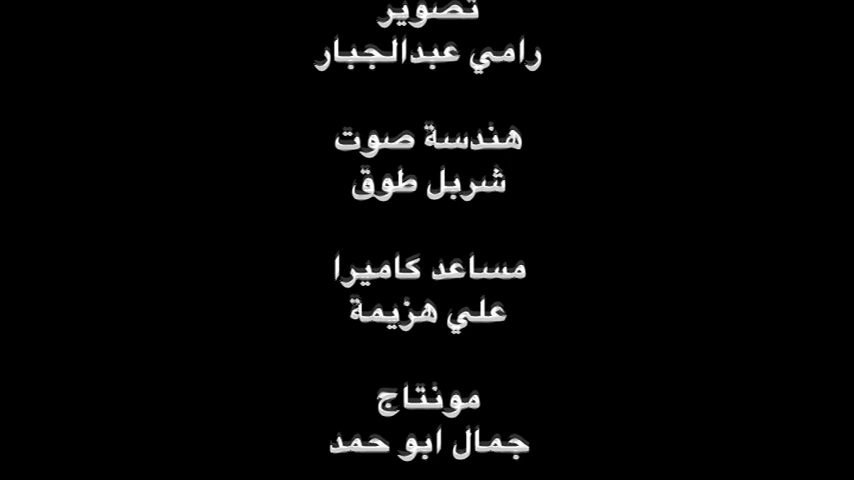 تصوير
رامي عبدالجبار
هندسة صوت
شربل طوق
مساعد كاميرا
علي هزيمة
مونتاج
جمال ابو حمد